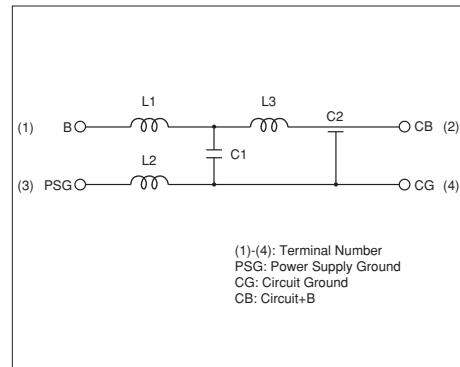 L1 L3
C2
(1) B CB (2)
C1
L2
(3) PSG CG (4)
(1)-(4): Terminal Number
PSG: Power Supply Ground
CG: Circuit Ground
CB: Circuit+B